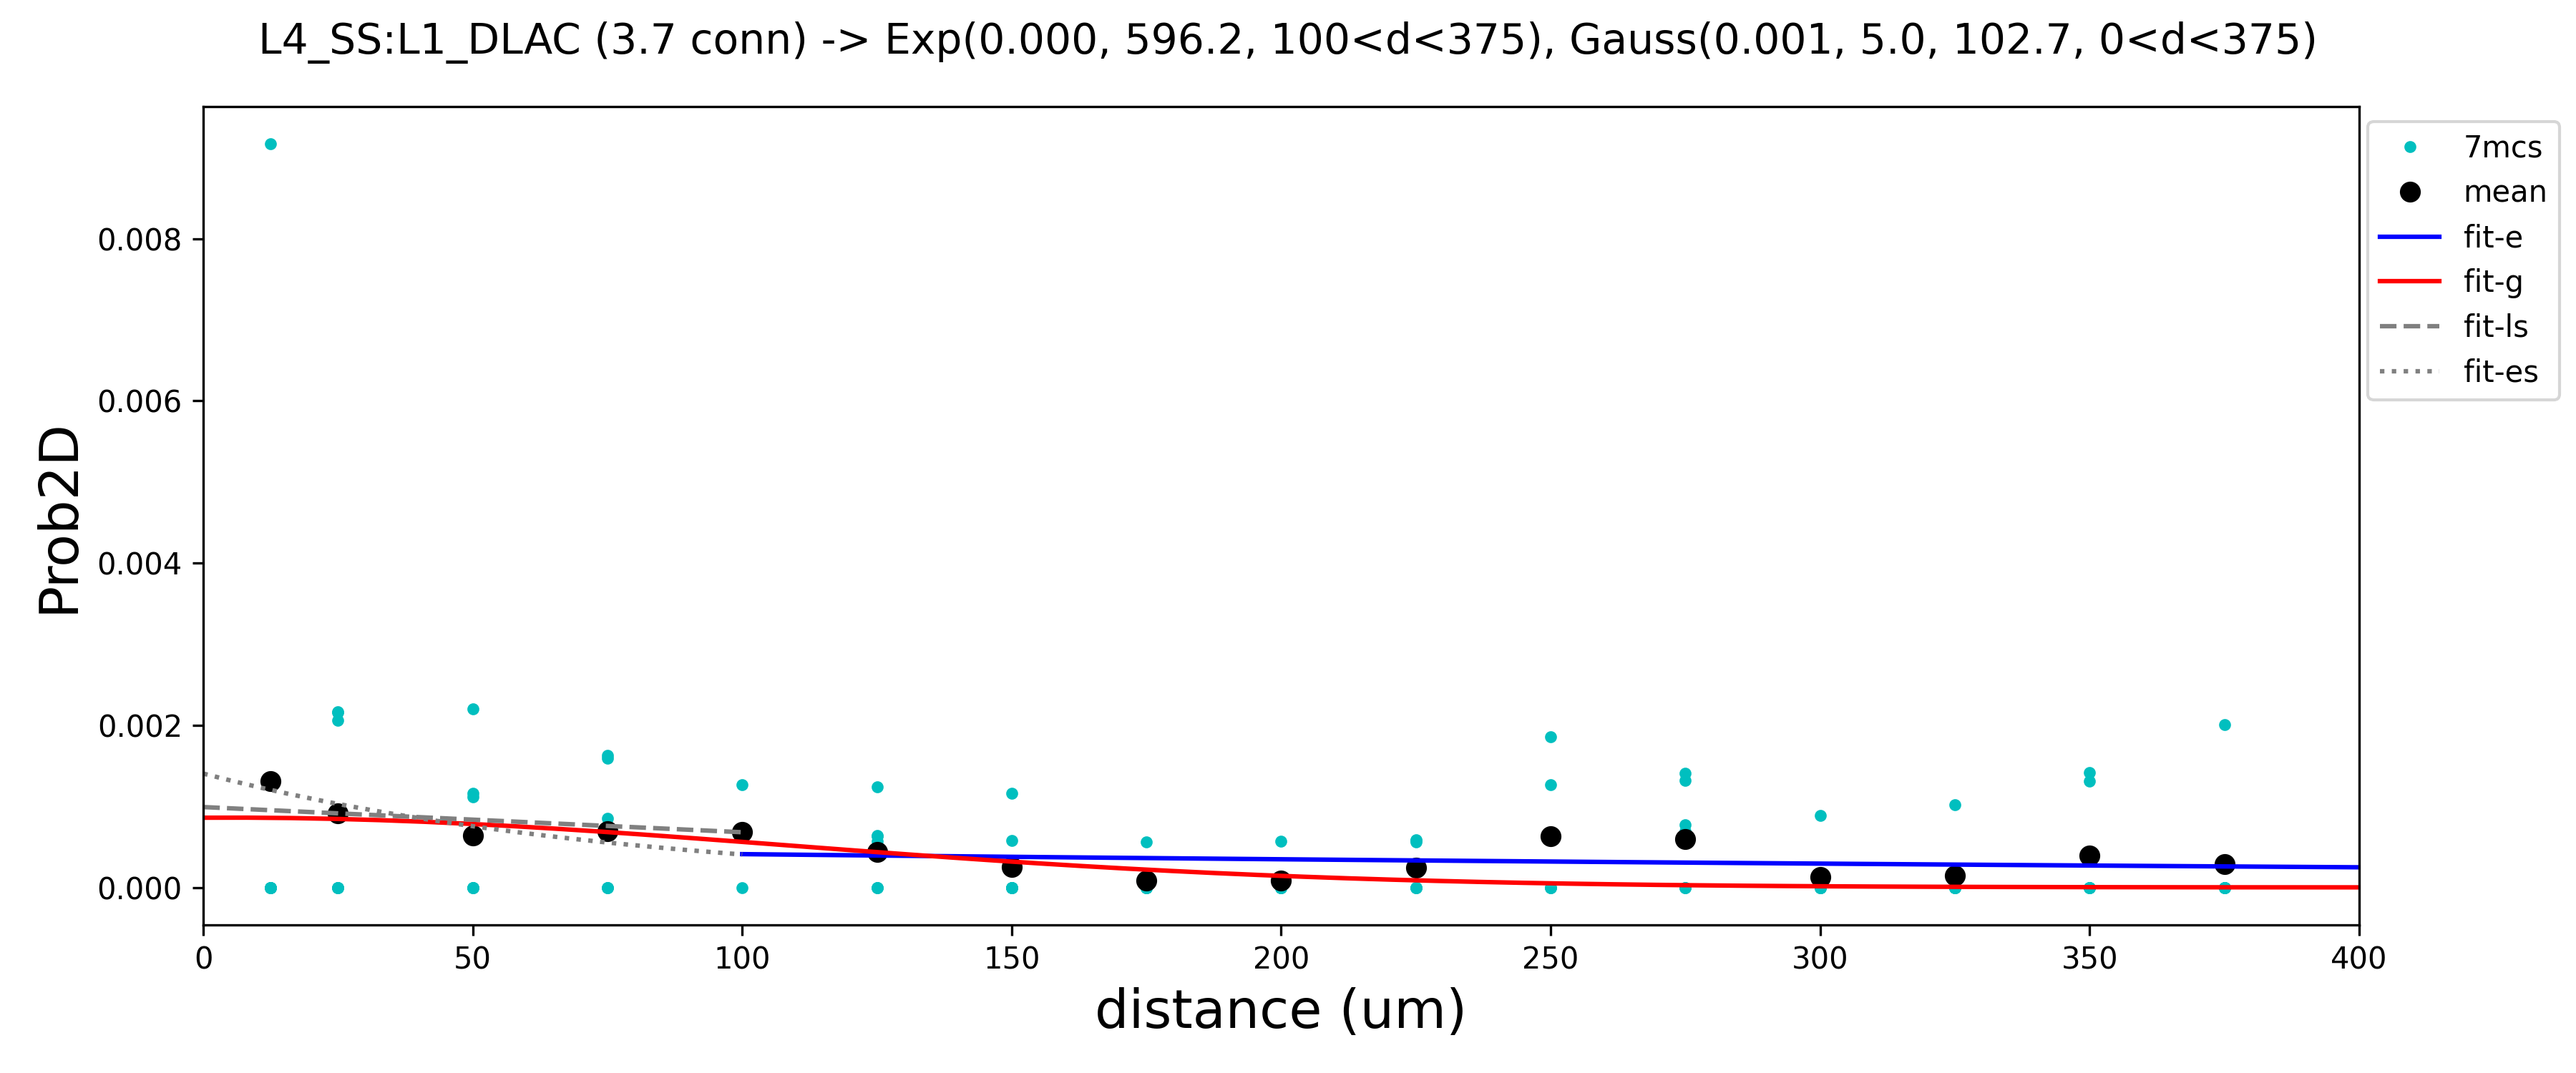 L4_SS:L1_DLAC (3.7 conn) -> Exp(0.000, 596.2, 100<d<375), Gauss(0.001, 5.0, 102.7, 0<d<375)
7mcs
mean
fit-e
fit-g
fit-ls
fit-es
Prob2D
0.008
0.006
0.004
0.002
0.000
0 50 100 150 200 250 300 350 400
distance (um)